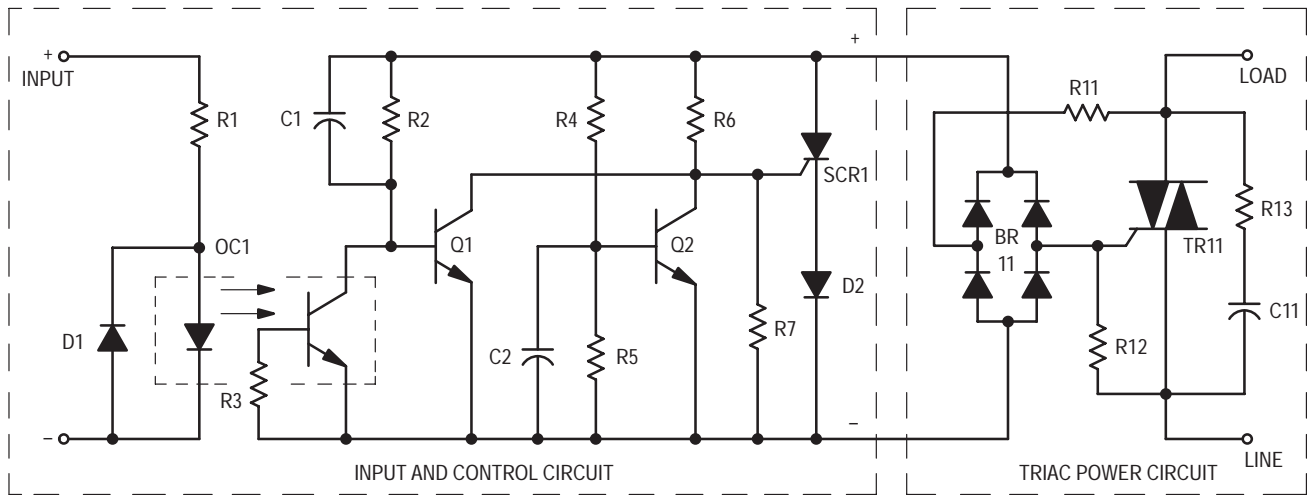 +
INPUT
R1
C1
R2
R4
R6
+
SCR1
R11
LOAD
R13
BR
11
TR11
OC1
Q1
Q2
D2
C11
D1
R3
C2
R5
R7
R12
–
–
LINE
INPUT AND CONTROL CIRCUIT
TRIAC POWER CIRCUIT